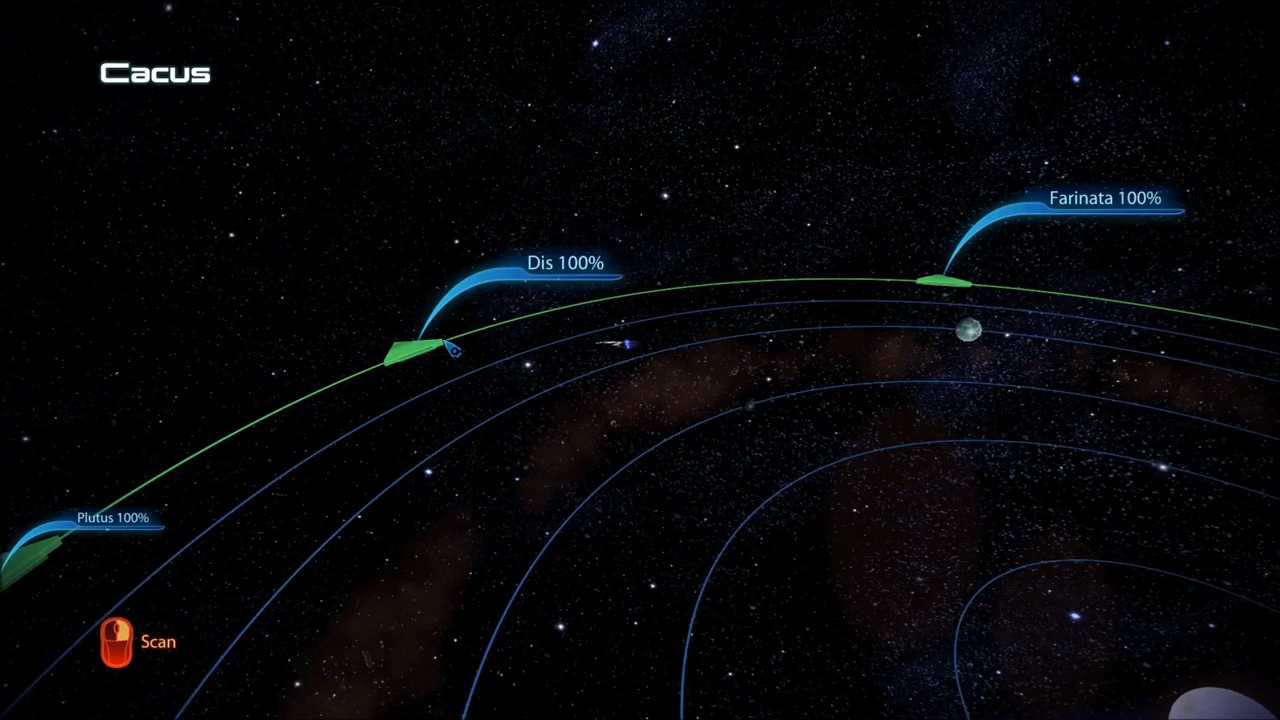 Cacus
Farinata 100%
Dis 100%
Plutus 100%
Scan